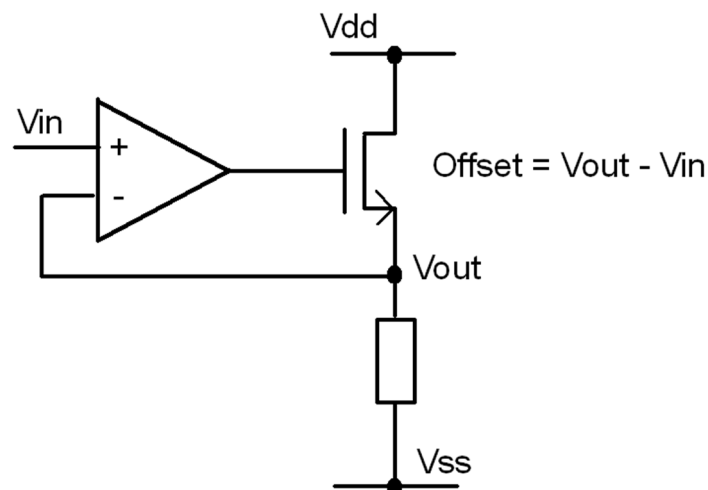 Vdd
Vin
+
Offset = Vout - Vin
-
Vout
Vss